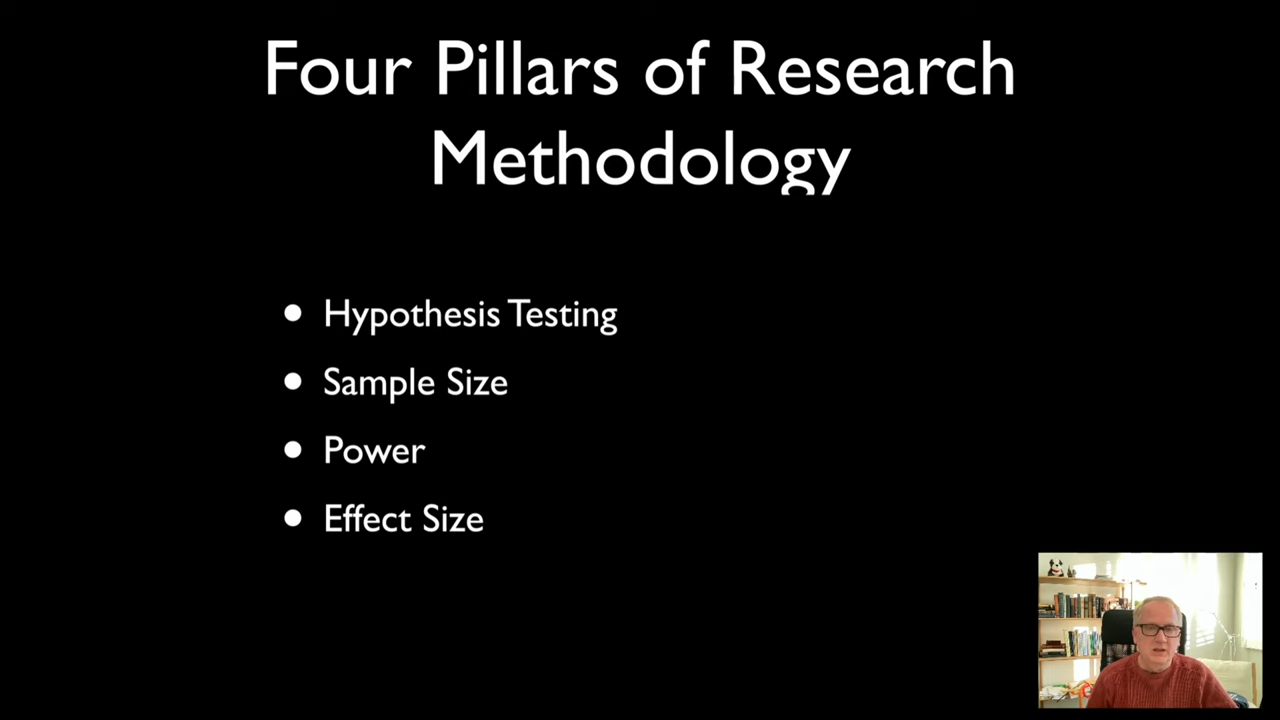 Four Pillars of Research
Methodology
• Hypothesis Testing
• Sample Size
• Power
• Effect Size